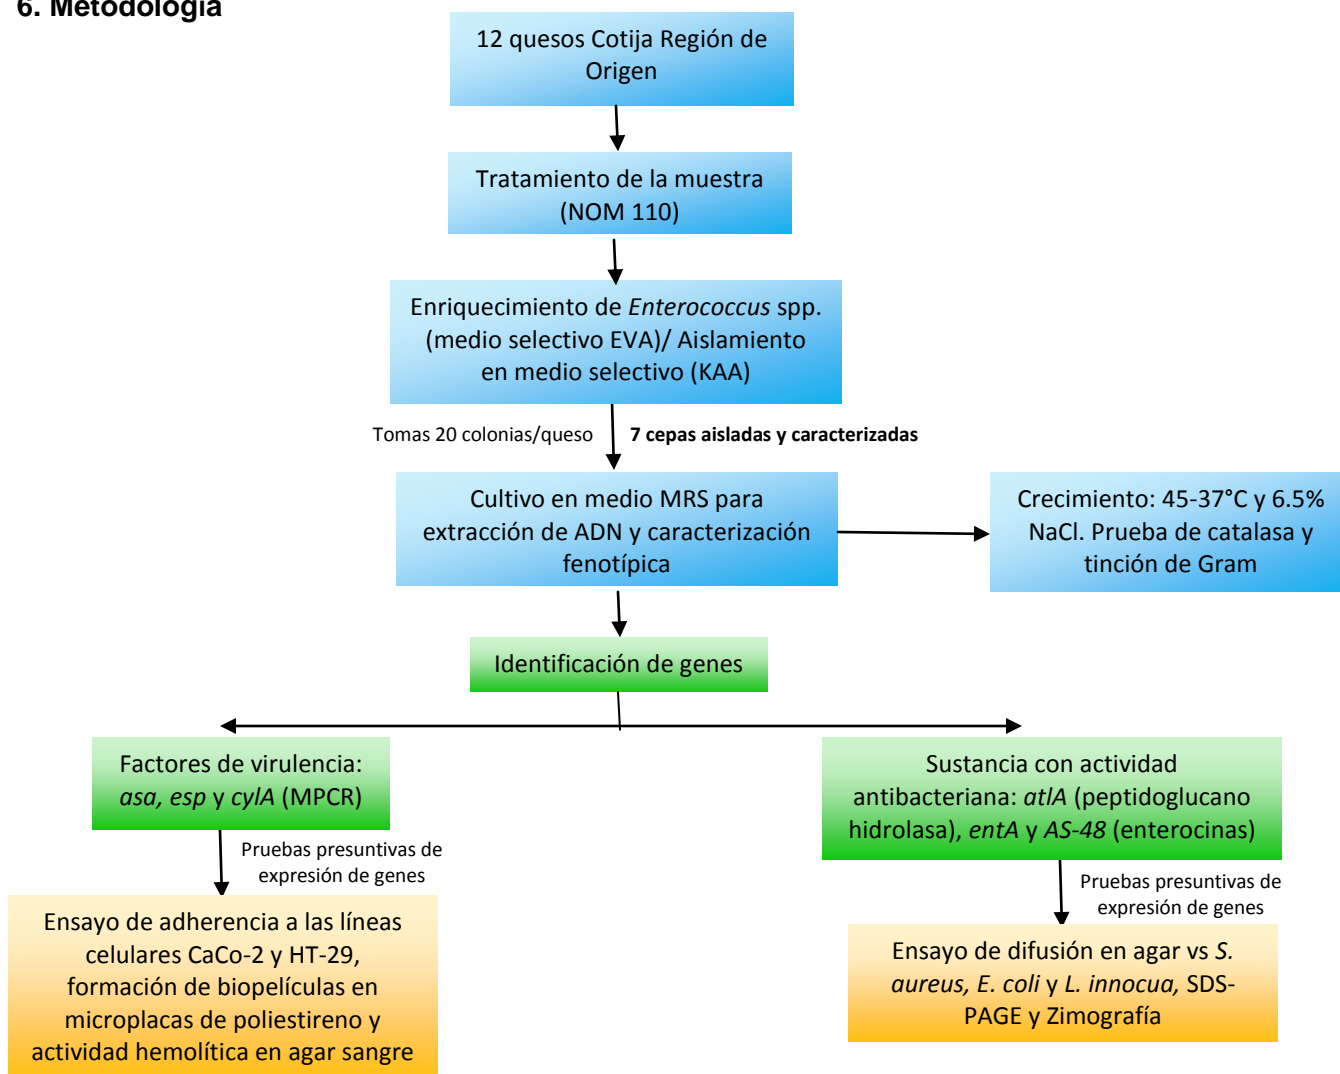 6. Metodología
12 quesos Cotija Región de
Origen
Tratamiento de la muestra
(NOM 110)
Enriquecimiento de Enterococcus spp.
(medio selectivo EVA)/ Aislamiento
en medio selectivo (KAA)
Tomas 20 colonias/queso
7 cepas aisladas y caracterizadas
Cultivo en medio MRS para
extracción de ADN y caracterización
fenotípica
Crecimiento: 45-37°C y 6.5%
NaCl. Prueba de catalasa y
tinción de Gram
Identificación de genes
Factores de virulencia:
asa, esp y cylA (MPCR)
Sustancia con actividad
antibacteriana: atlA (peptidoglucano
hidrolasa), entA y AS-48 (enterocinas)
Pruebas presuntivas de
expresión de genes
Pruebas presuntivas de
expresión de genes
Ensayo de adherencia a las líneas
celulares CaCo-2 y HT-29,
formación de biopelículas en
microplacas de poliestireno y
actividad hemolítica en agar sangre
Ensayo de difusión en agar vs S.
aureus, E. coli y L. innocua, SDS-
PAGE y Zimografía